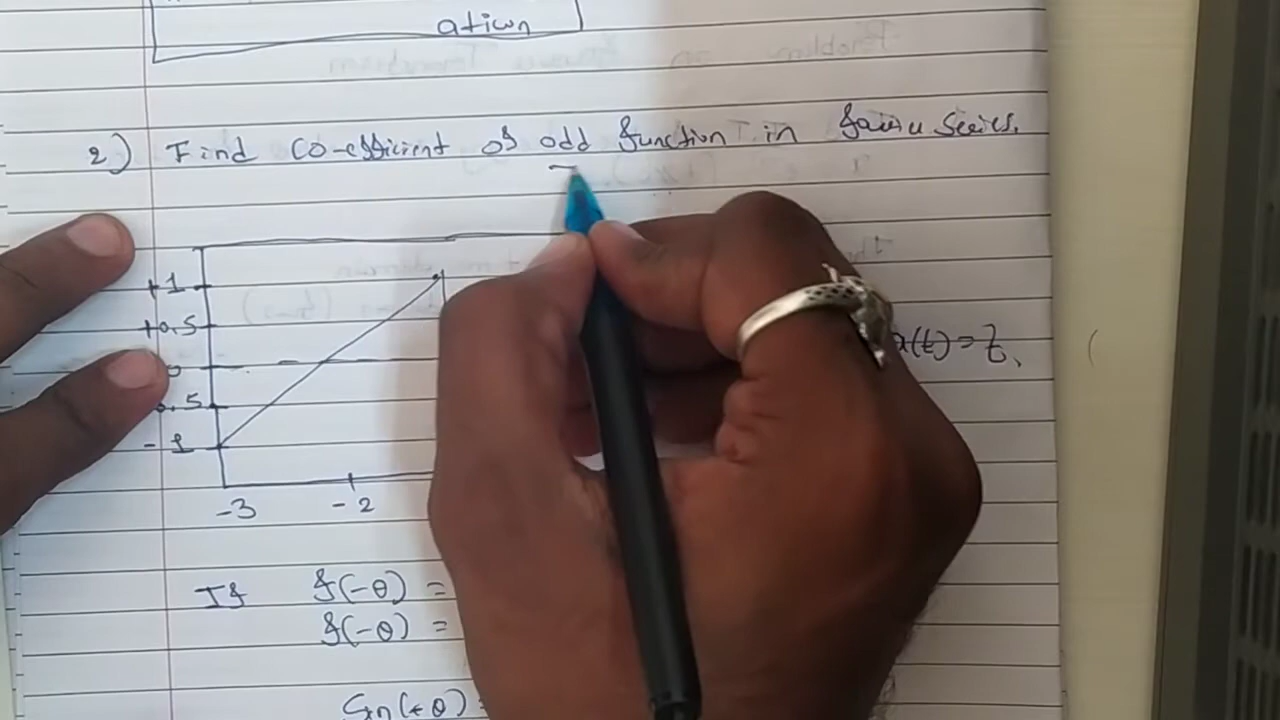 ation
2) Find co-efficient of odd function in fourier series.
+1
+0.5
0
0.5
x(t)=t,
-1
-3 -2
If f(-θ) =
f(-θ) =